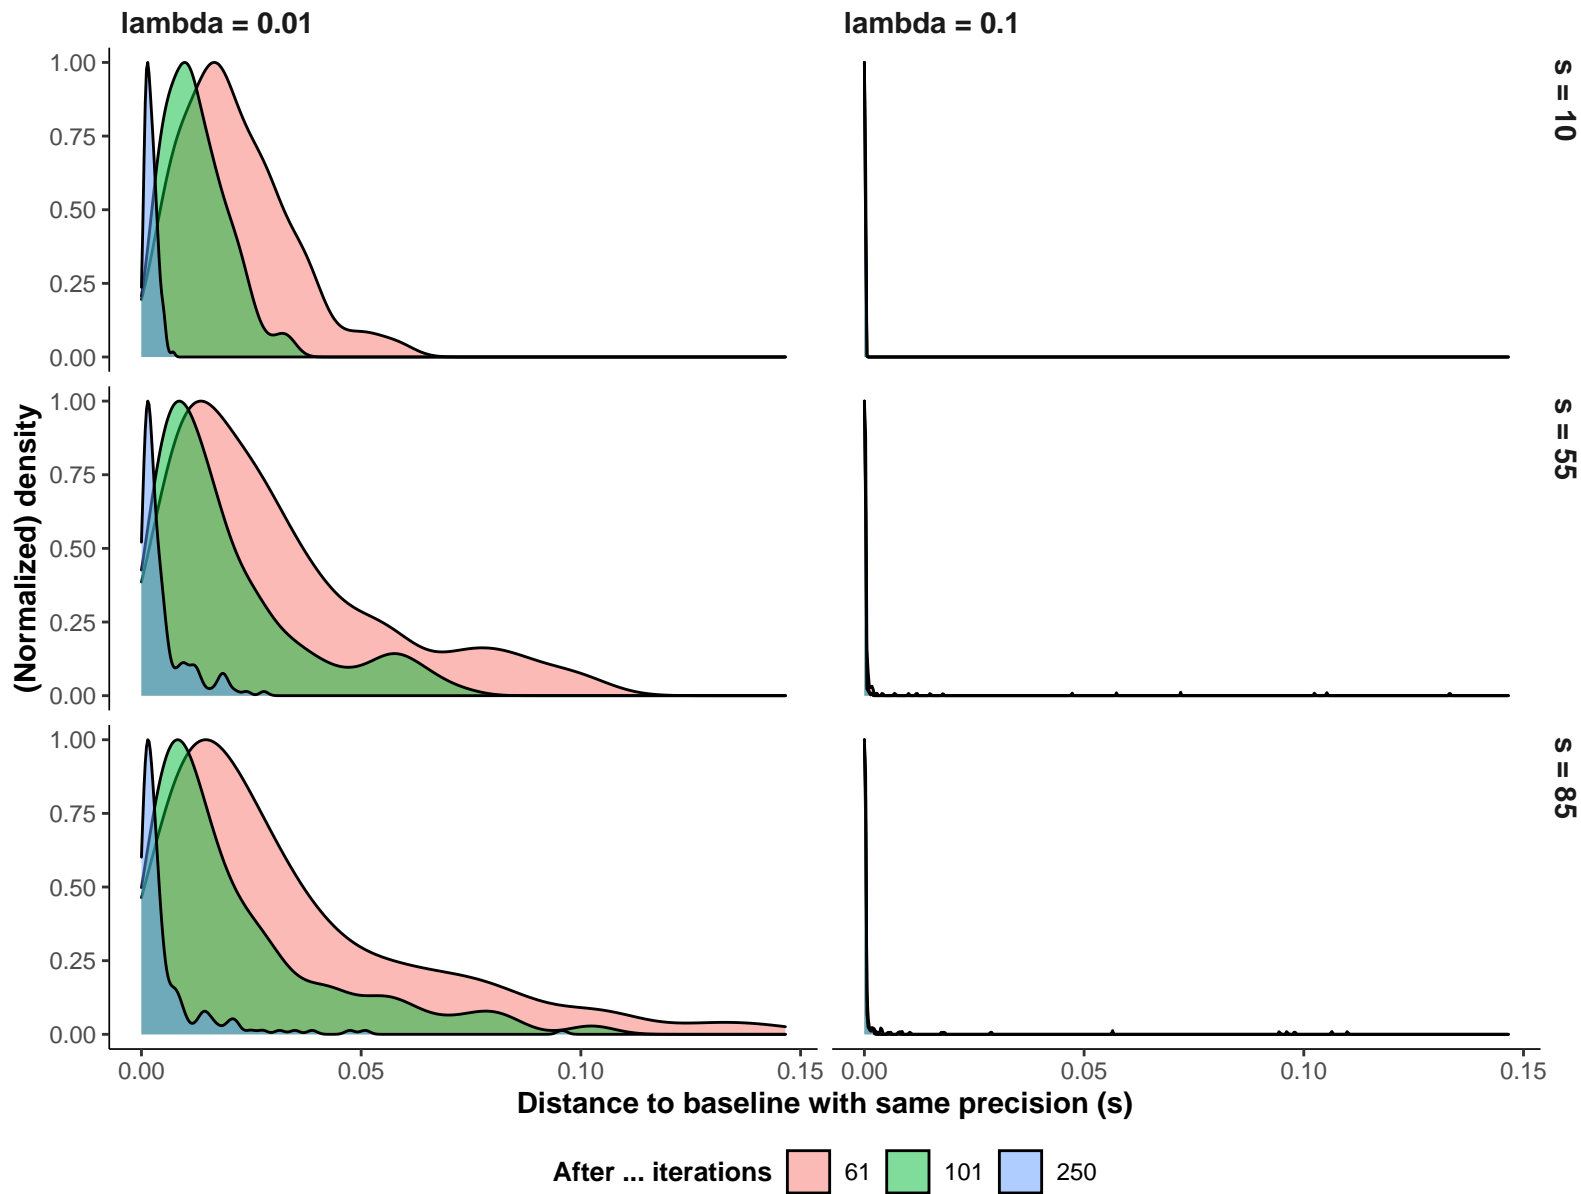 lambda = 0.01
lambda = 0.1
1.00
0.75
0.50
0.25
0.00
s = 10
1.00
0.75
0.50
0.25
0.00
s = 55
1.00
0.75
0.50
0.25
0.00
s = 85
(Normalized) density
0.00 0.05 0.10 0.15
0.00 0.05 0.10 0.15
Distance to baseline with same precision (s)
After ... iterations 61 101 250